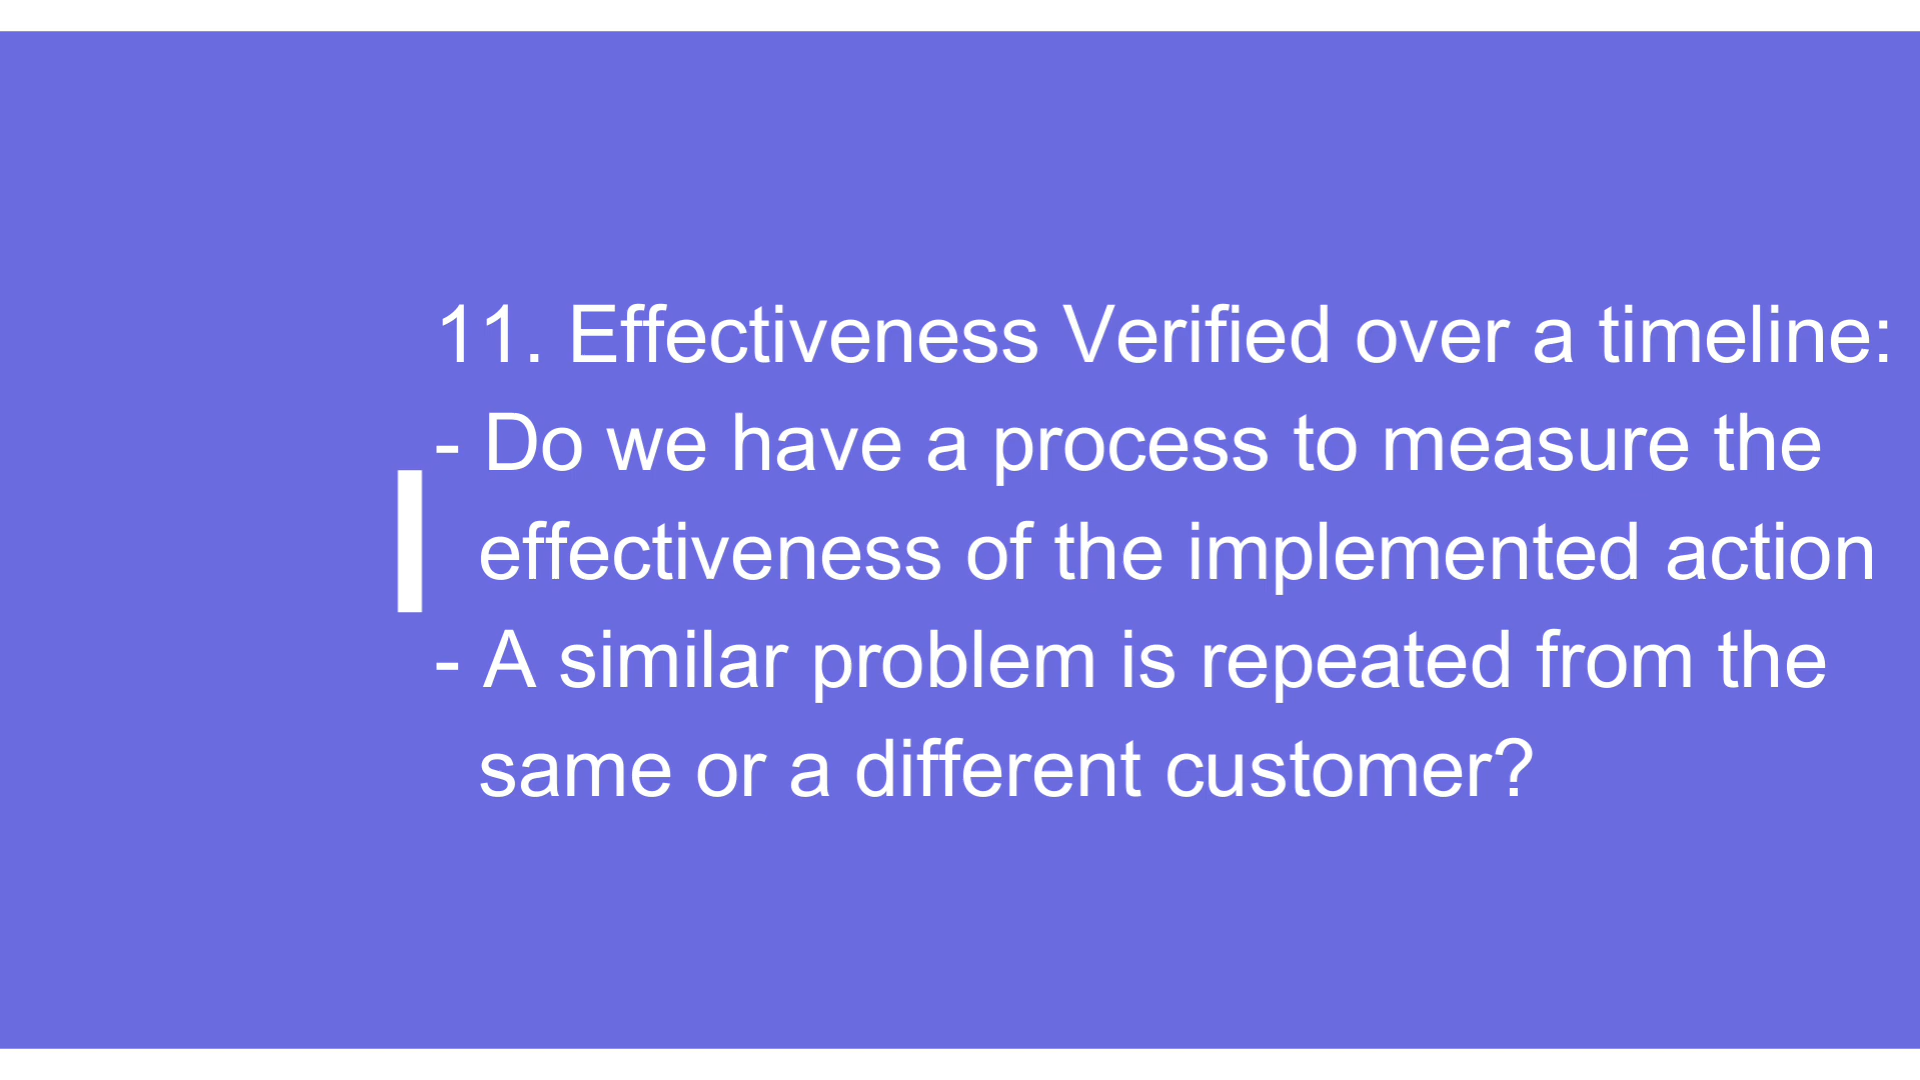 11. Effectiveness Verified over a timeline:
- Do we have a process to measure the
effectiveness of the implemented action
- A similar problem is repeated from the
same or a different customer?